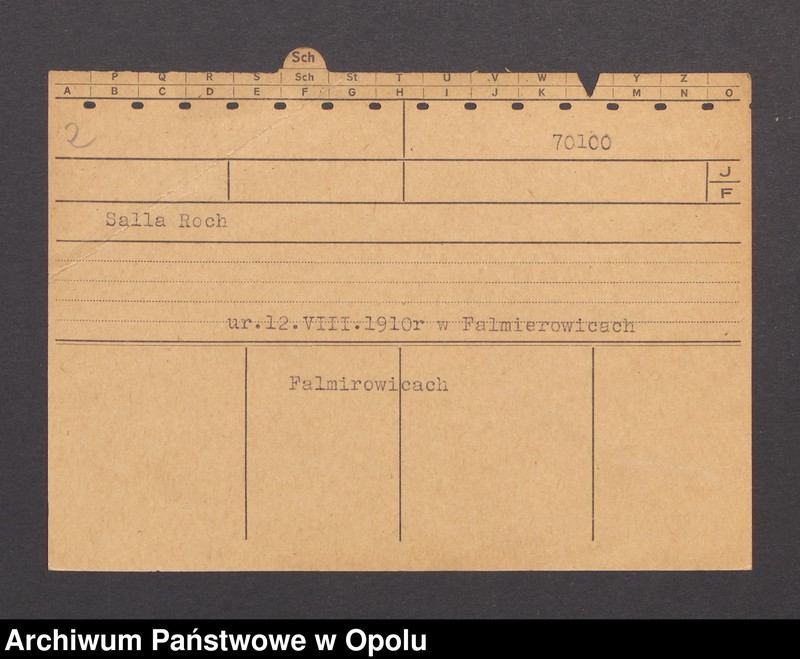 Sch
P Q R S Sch St T U V W Y Z
A B C D E F G H I J K M N O
2
70100
J
F
Salla Roch
ur.12.VIII.1910r w Falmierowicach
Falmirowicach
Archiwum Państwowe w Opolu